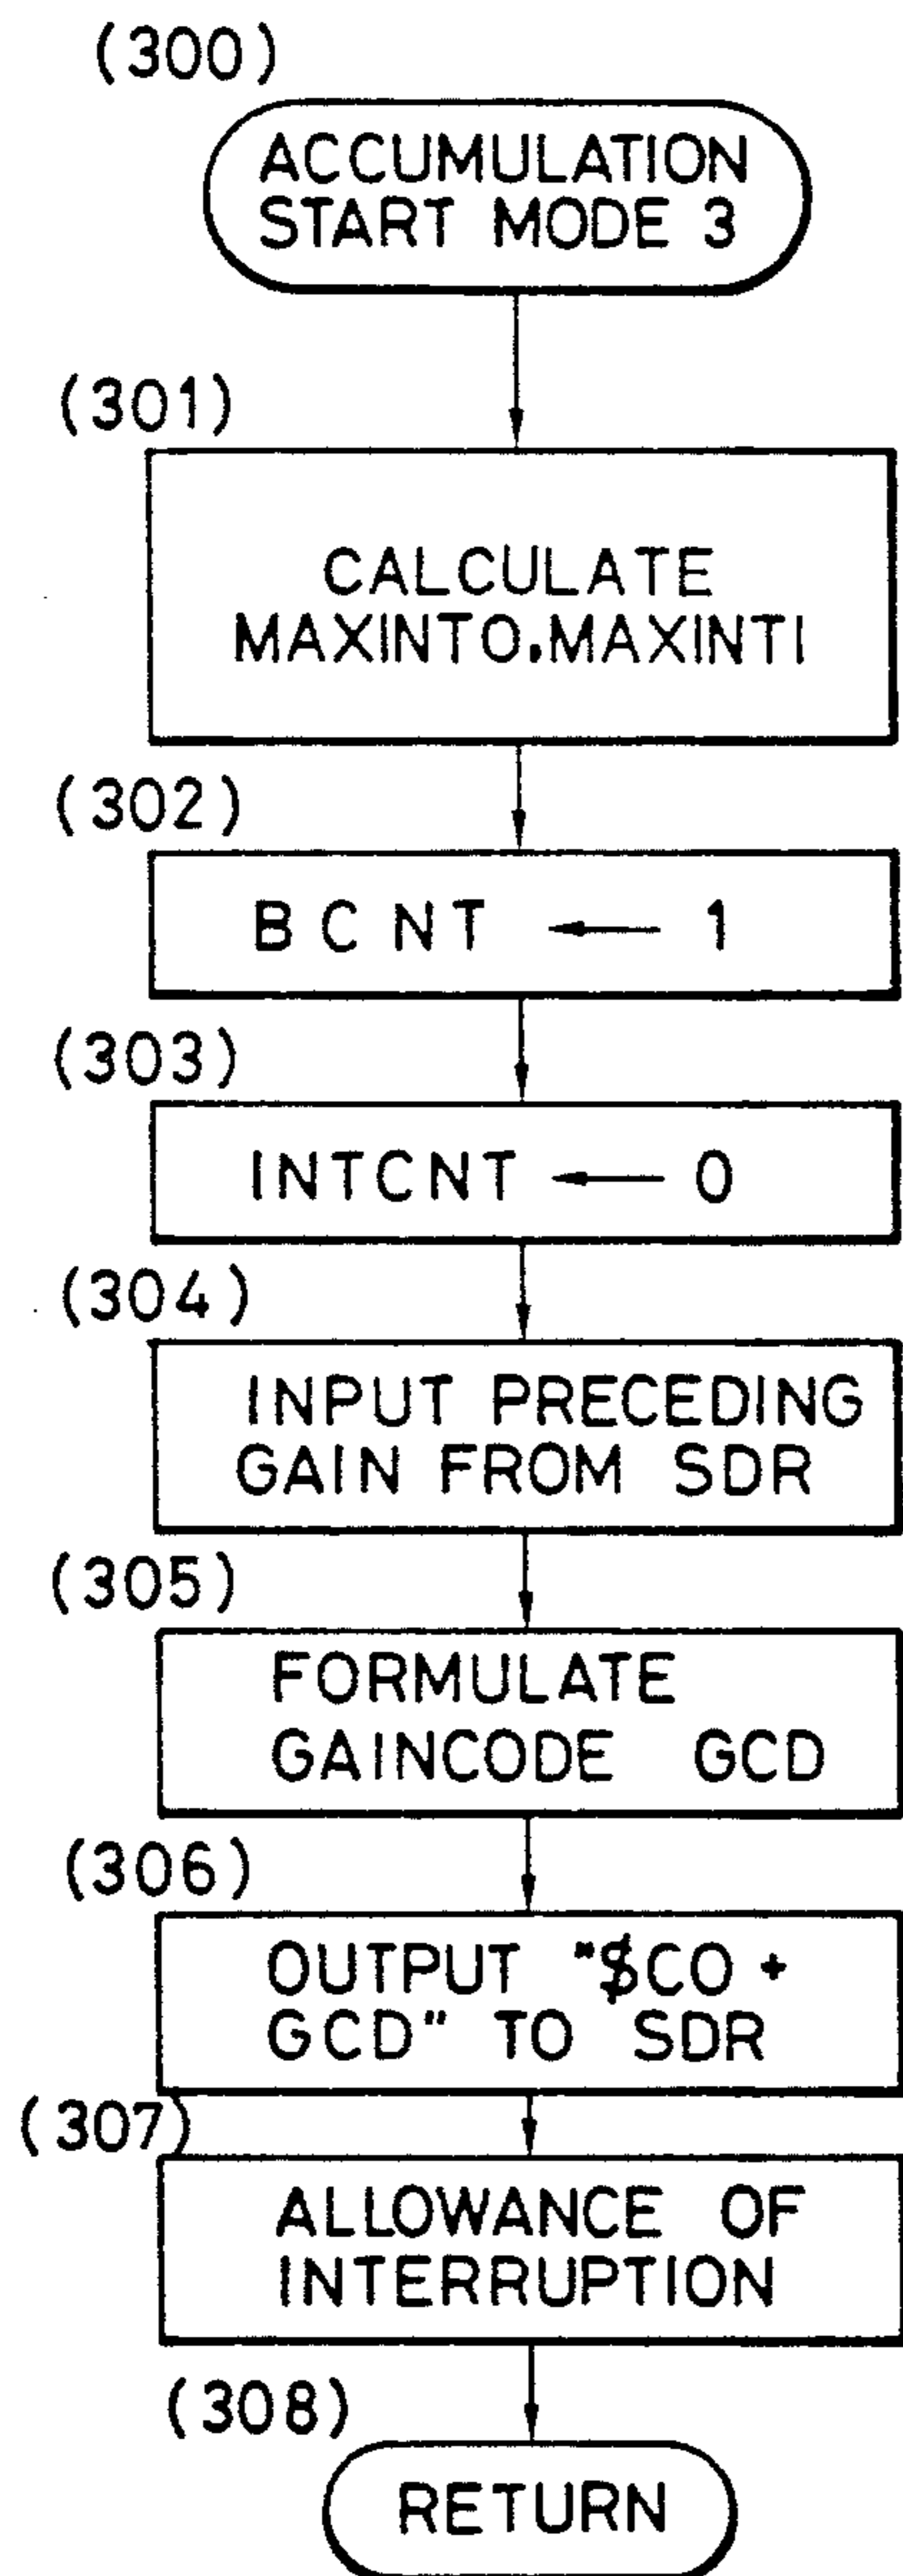 (300)
ACCUMULATION
START MODE 3
(301)
CALCULATE
MAXINTO.MAXINTI
(302)
BCNT ← 1
(303)
INTCNT ← 0
(304)
INPUT PRECEDING
GAIN FROM SDR
(305)
FORMULATE
GAINCODE GCD
(306)
OUTPUT "$CO +
GCD" TO SDR
(307)
ALLOWANCE OF
INTERRUPTION
(308)
RETURN